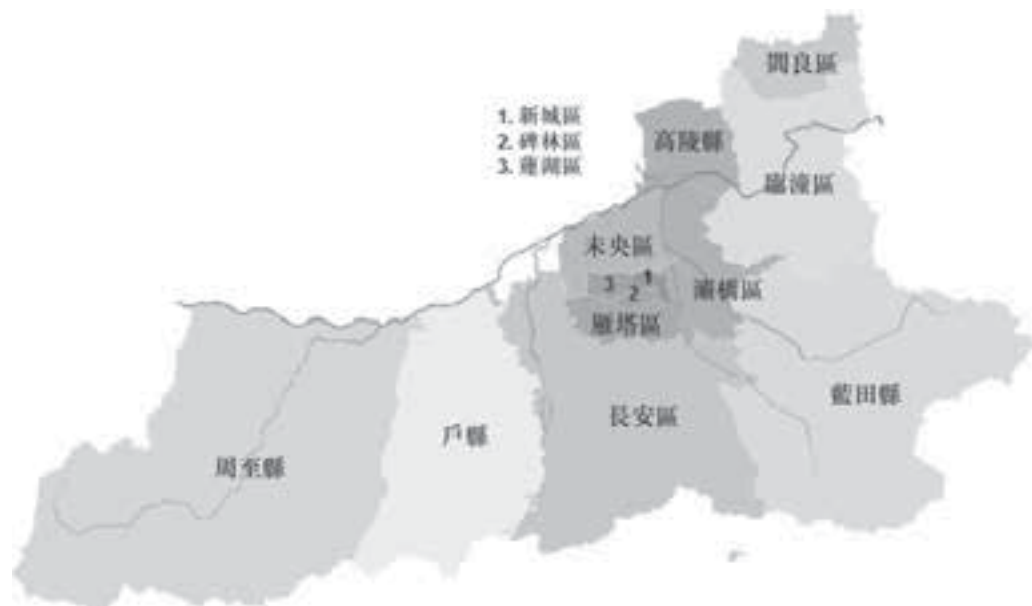 閻良區
1. 新城區
2. 碑林區
3. 蓮湖區
高陵縣
臨潼區
未央區
3
2
1
灞橋區
雁塔區
藍田縣
長安區
戶縣
周至縣